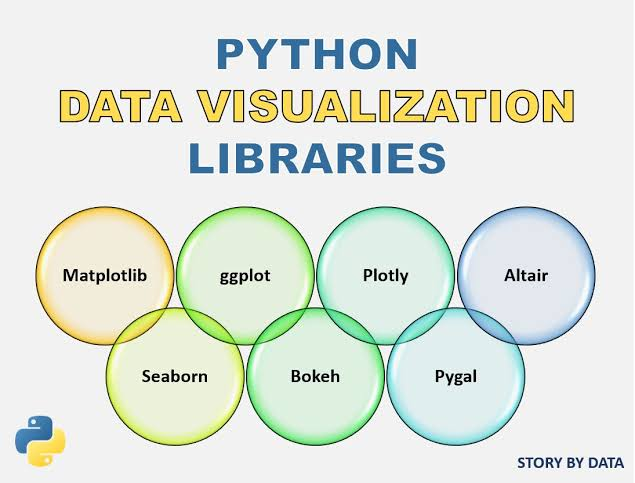 PYTHON
DATA VISUALIZATION
LIBRARIES
Matplotlib
ggplot
Plotly
Altair
Seaborn
Bokeh
Pygal
STORY BY DATA